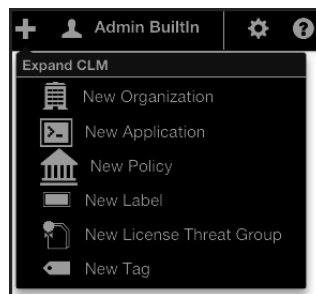 Admin BuiltIn
Expand CLM
New Organization
New Application
New Policy
New Label
New License Threat Group
New Tag